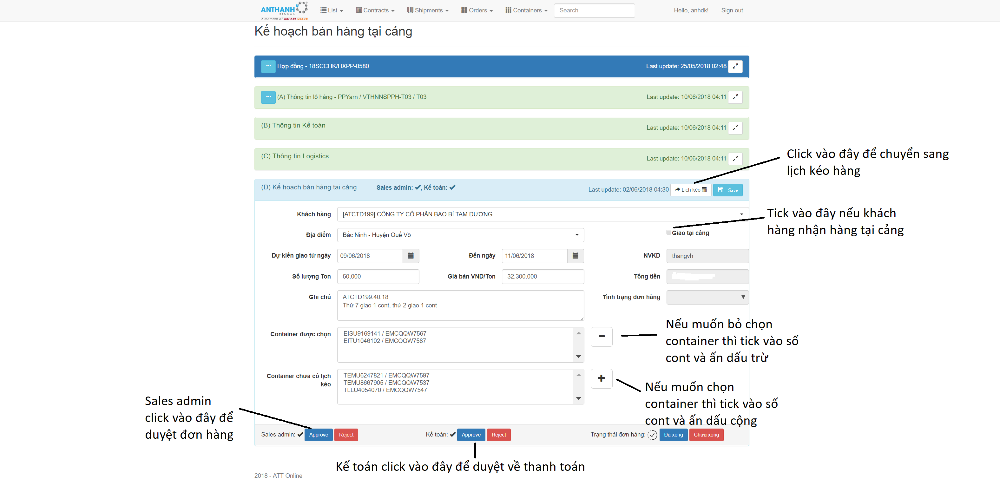 ANTHANH
BICSOL
A member of AnPhat Group
List
Contracts
Shipments
Orders
Containers
Search
Hello, anhdk!
Sign out
Kế hoạch bán hàng tại cảng
Hợp đồng - 18SCCHK/HXPP-0580
Last update: 25/05/2018 02:48
(A) Thông tin lô hàng - PPYarn / VTHNNSPPH-T03 / T03
Last update: 10/06/2018 04:11
(B) Thông tin Kế toán
Last update: 10/06/2018 04:11
(C) Thông tin Logistics
Last update: 10/06/2018 04:11
Click vào đây để chuyển sang
lịch kéo hàng
(D) Kế hoạch bán hàng tại cảng
Sales admin: ✔, Kế toán: ✔
Last update: 02/06/2018 04:30
Lịch kéo
Save
Khách hàng
[ATCTD199] CÔNG TY CỔ PHẦN BAO BÌ TAM DƯƠNG
Tick vào đây nếu khách
hàng nhận hàng tại cảng
Địa điểm
Bắc Ninh - Huyện Quế Võ
Giao tại cảng
Dự kiến giao từ ngày
09/06/2018
Đến ngày
11/06/2018
NVKD
thangvh
Số lượng Ton
50,000
Giá bán VND/Ton
32.300.000
Tổng tiền
Ghi chú
ATCTD199.40.18
Thứ 7 giao 1 cont, thứ 2 giao 1 cont
Tình trạng đơn hàng
Container được chọn
EISU9169141 / EMCQQW7567
EITU1046102 / EMCQQW7587
Nếu muốn bỏ chọn
container thì tick vào số
cont và ấn dấu trừ
Container chưa có lịch
kéo
TEMU6247821 / EMCQQW7597
TEMU8667905 / EMCQQW7537
TLLU4054070 / EMCQQW7547
Nếu muốn chọn
container thì tick vào số
cont và ấn dấu cộng
Sales admin
click vào đây để
duyệt đơn hàng
Sales admin: ✔
Approve
Reject
Kế toán: ✔
Approve
Reject
Trạng thái đơn hàng:
Đã xong
Chưa xong
Kế toán click vào đây để duyệt về thanh toán
2018 - ATT Online